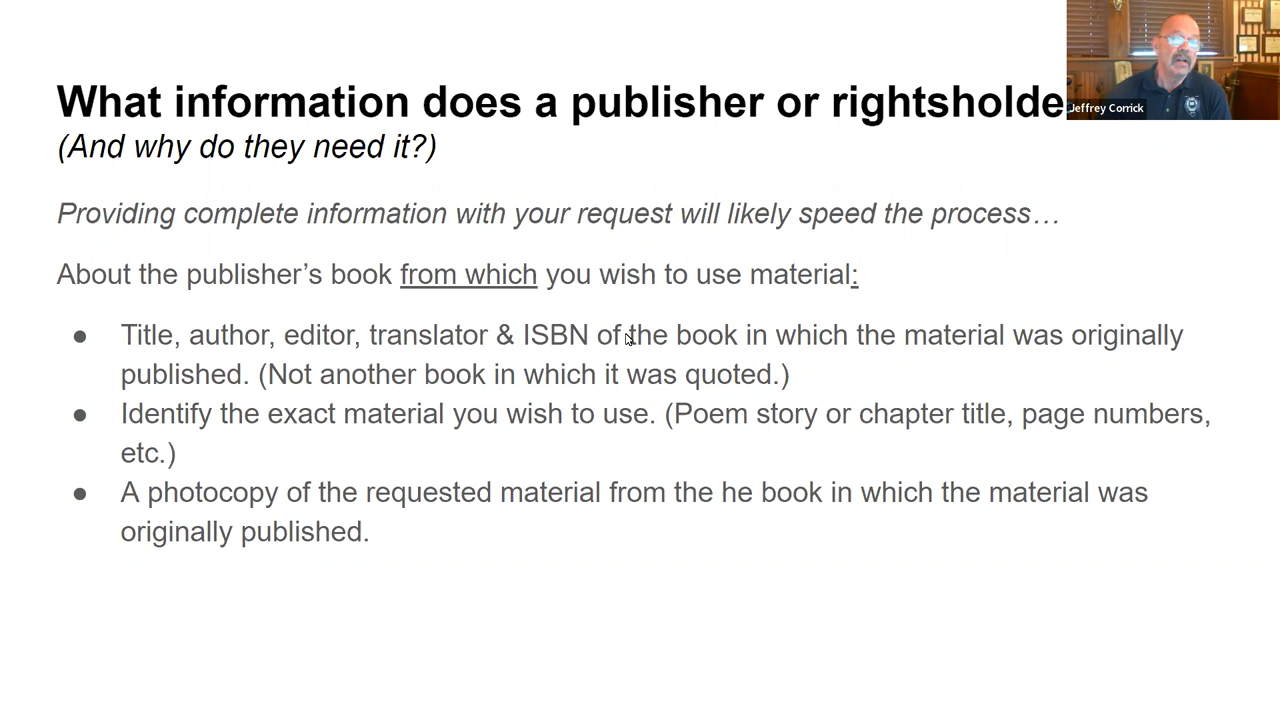 What information does a publisher or rightsholde
(And why do they need it?)
Jeffrey Corrick
Providing complete information with your request will likely speed the process…
About the publisher’s book from which you wish to use material:
● Title, author, editor, translator & ISBN of the book in which the material was originally
published. (Not another book in which it was quoted.)
● Identify the exact material you wish to use. (Poem story or chapter title, page numbers,
etc.)
● A photocopy of the requested material from the he book in which the material was
originally published.